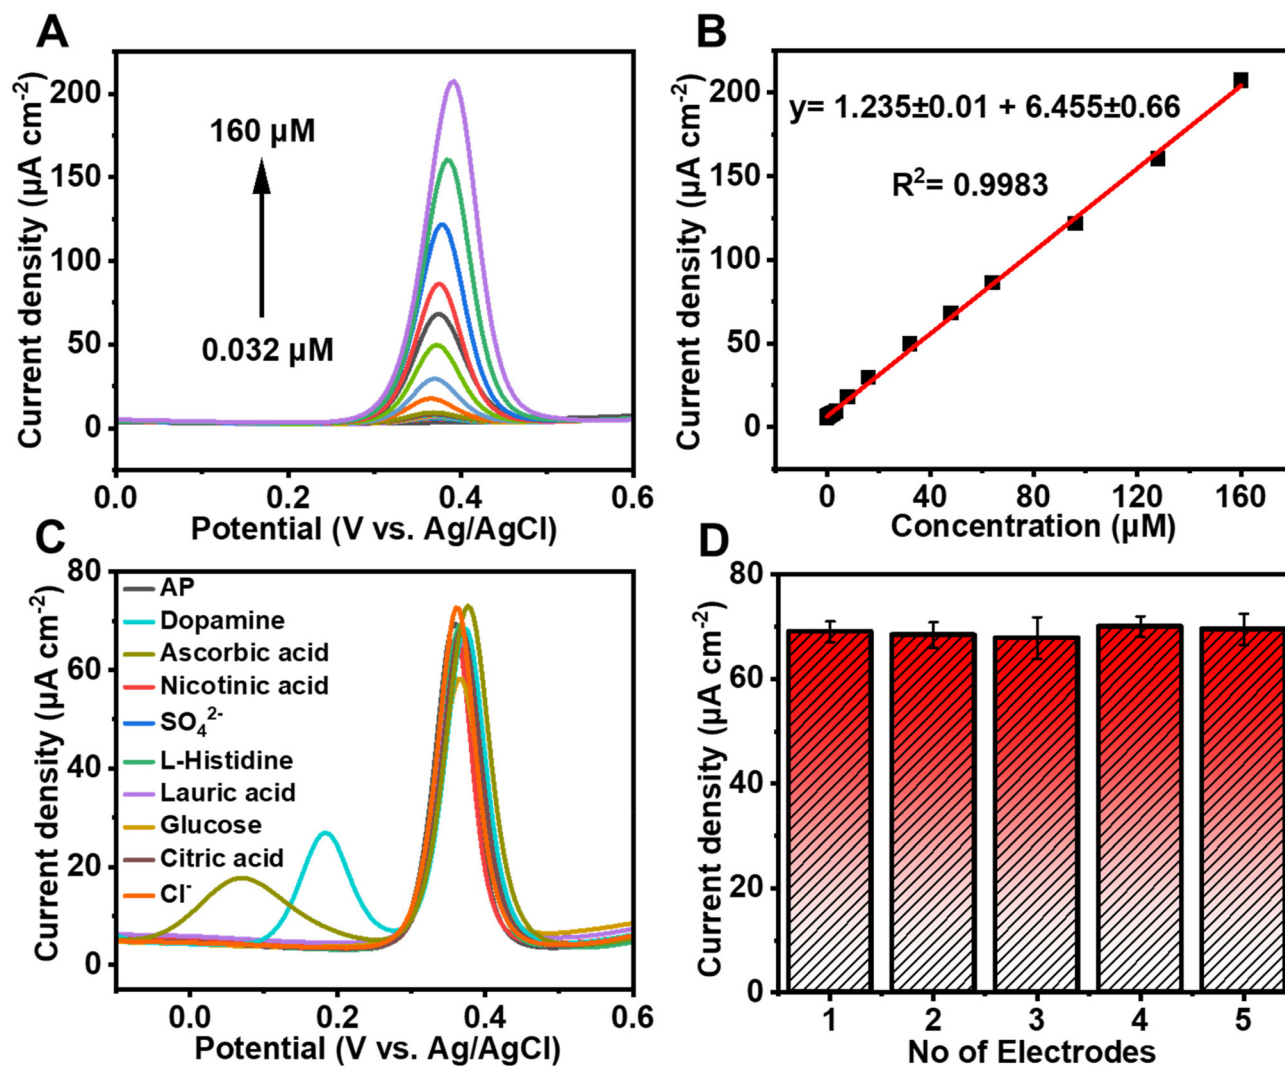 A
Current density (µA cm⁻²)
200
150
100
50
0
160 µM
0.032 µM
0.0 0.2 0.4 0.6
Potential (V vs. Ag/AgCl)
B
Current density (µA cm⁻²)
200
150
100
50
0
y= 1.235±0.01 + 6.455±0.66
R²= 0.9983
0 40 80 120 160
Concentration (µM)
C
Current density (µA cm⁻²)
80
60
40
20
0
AP
Dopamine
Ascorbic acid
Nicotinic acid
SO₄²⁻
L-Histidine
Lauric acid
Glucose
Citric acid
Cl⁻
0.0 0.2 0.4 0.6
Potential (V vs. Ag/AgCl)
D
Current density (µA cm⁻²)
80
60
40
20
0
1 2 3 4 5
No of Electrodes